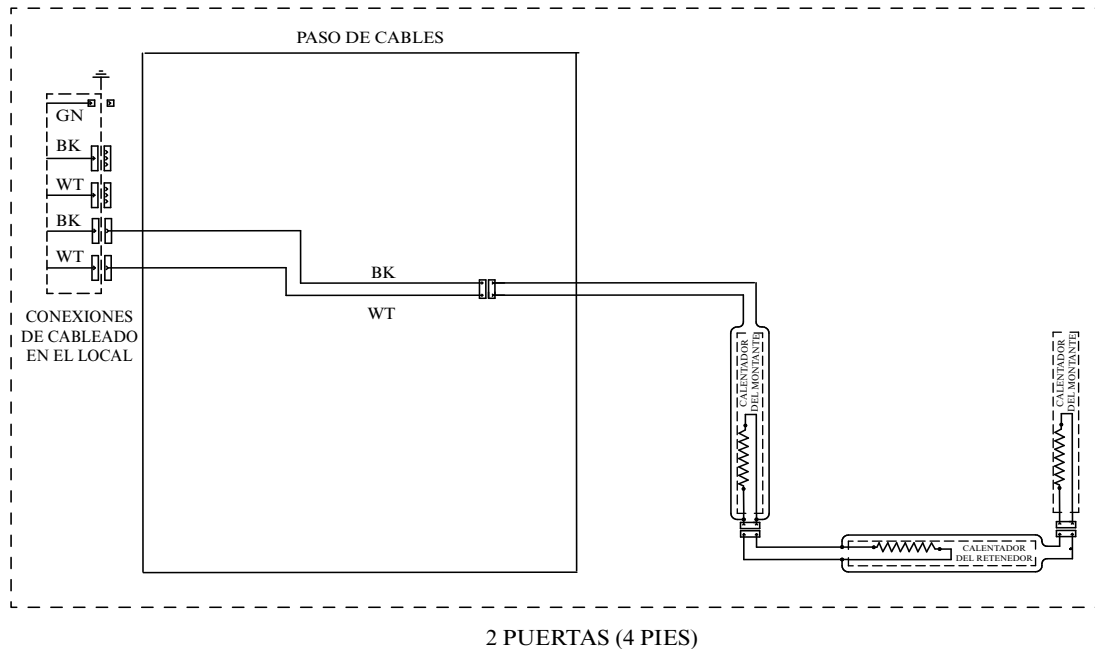 PASO DE CABLES
GN
BK
WT
BK
WT
CONEXIONES
DE CABLEADO
EN EL LOCAL
BK
WT
CALENTADOR
DEL MONTANTE
CALENTADOR
DEL MONTANTE
CALENTADOR
DEL RETENEDOR
2 PUERTAS (4 PIES)